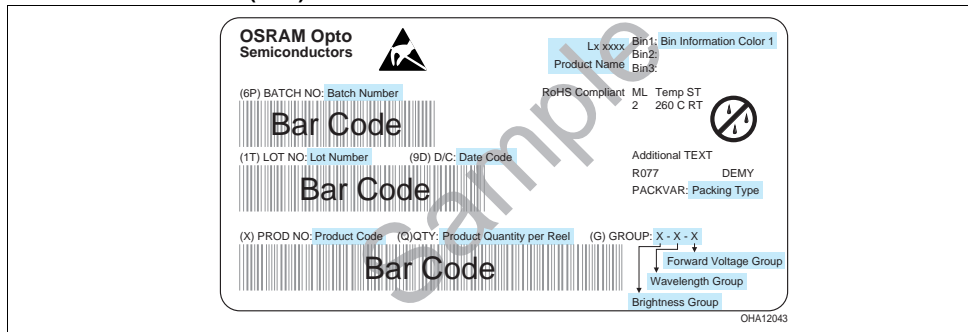 OSRAM Opto
Semiconductors
Lx xxxx
Product Name
Bin1: Bin Information Color 1
Bin2:
Bin3:
(6P) BATCH NO: Batch Number
RoHS Compliant
ML Temp ST
2 260 C RT
Bar Code
(1T) LOT NO: Lot Number (9D) D/C: Date Code
Bar Code
Additional TEXT
R077 DEMY
PACKVAR: Packing Type
(X) PROD NO: Product Code (Q)QTY: Product Quantity per Reel (G) GROUP: X - X - X
Bar Code
Forward Voltage Group
Wavelength Group
Brightness Group
Sample
OHA12043